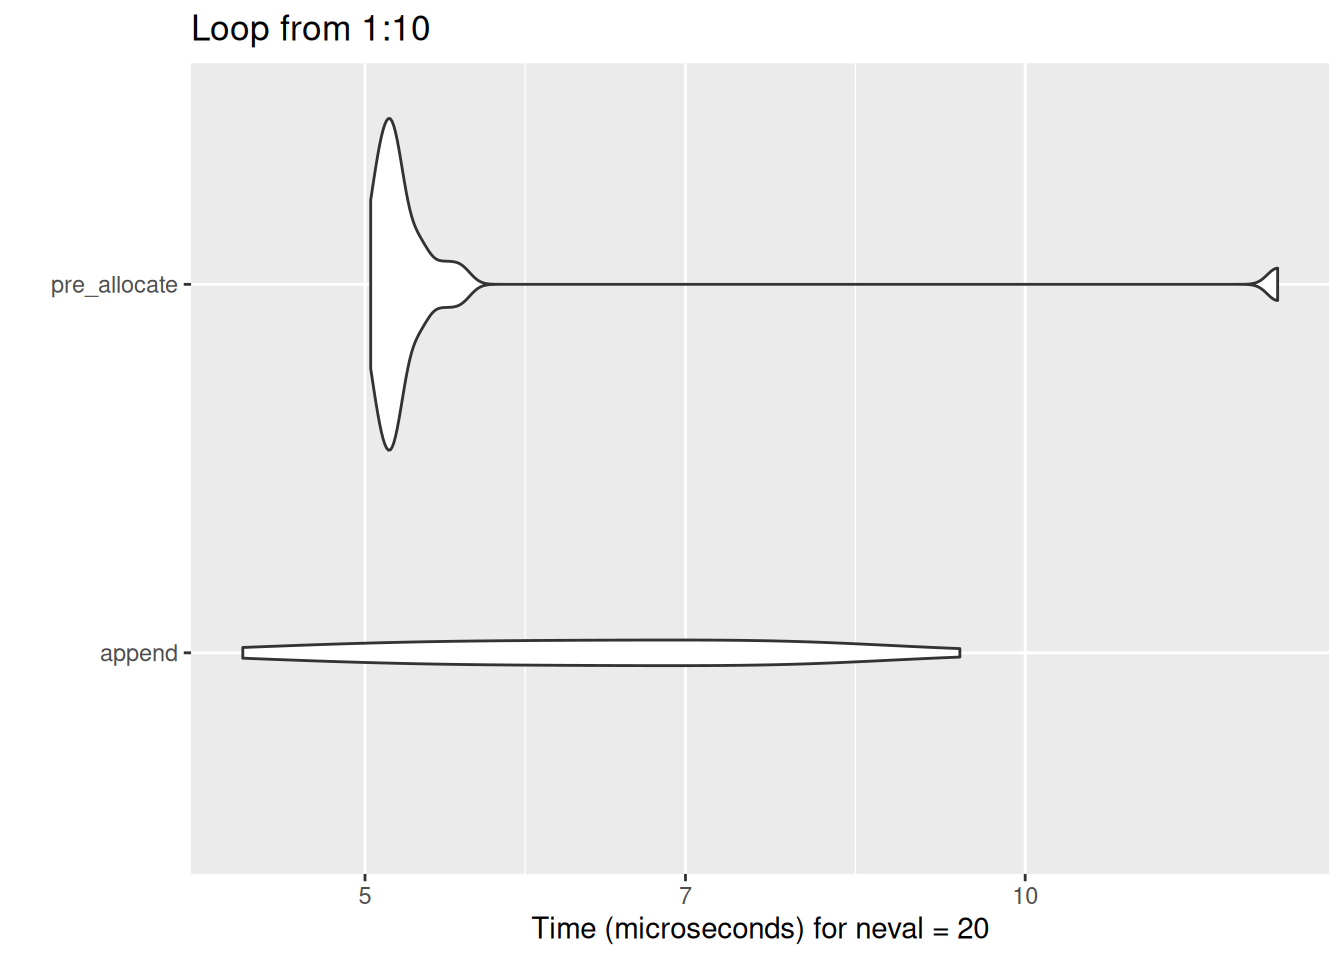 Loop from 1:10
pre_allocate
append
5 7 10
Time (microseconds) for neval = 20